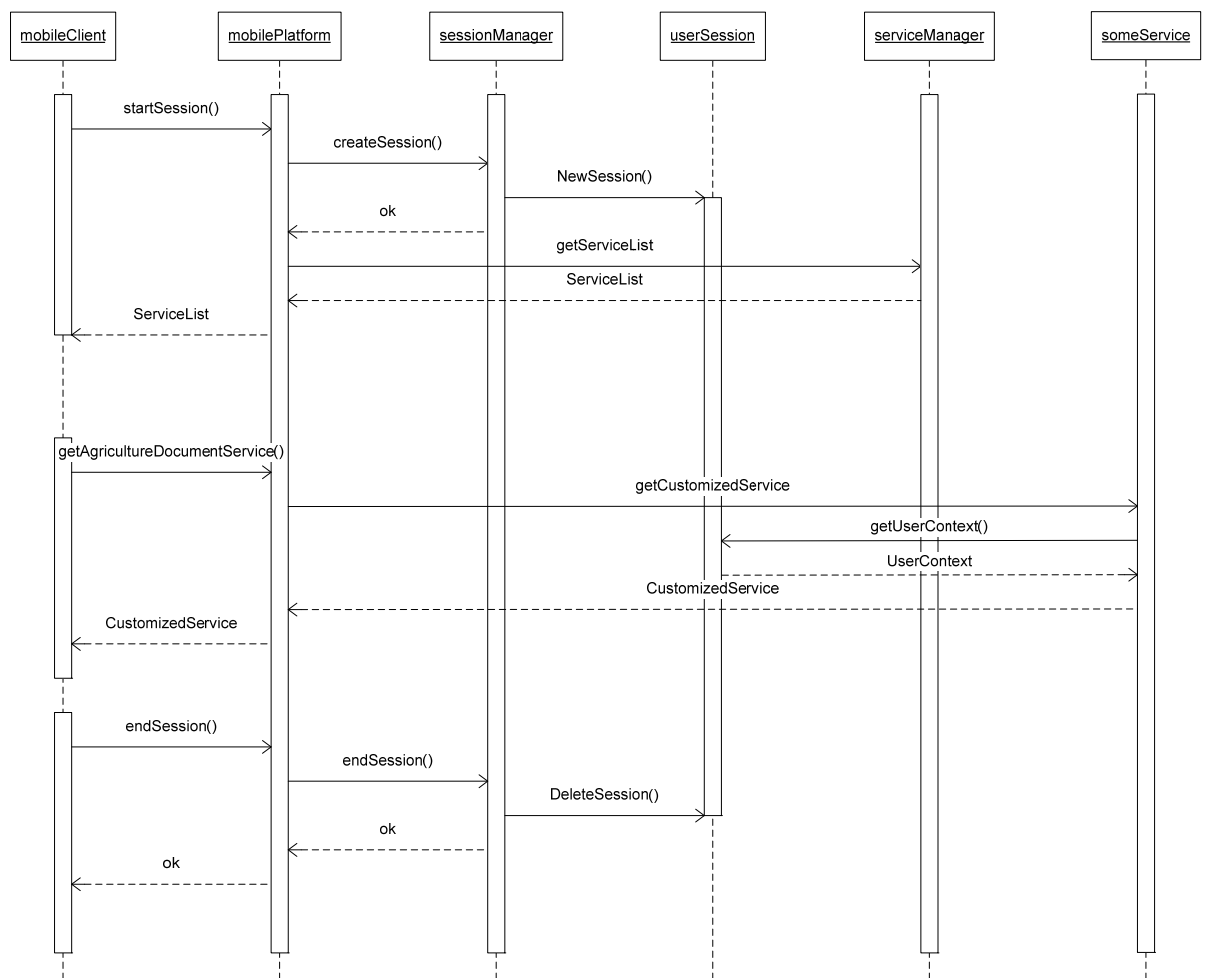 mobileClient
mobilePlatform
sessionManager
userSession
serviceManager
someService
startSession()
createSession()
NewSession()
ok
getServiceList
ServiceList
ServiceList
getAgricultureDocumentService()
getCustomizedService
getUserContext()
UserContext
CustomizedService
CustomizedService
endSession()
endSession()
DeleteSession()
ok
ok